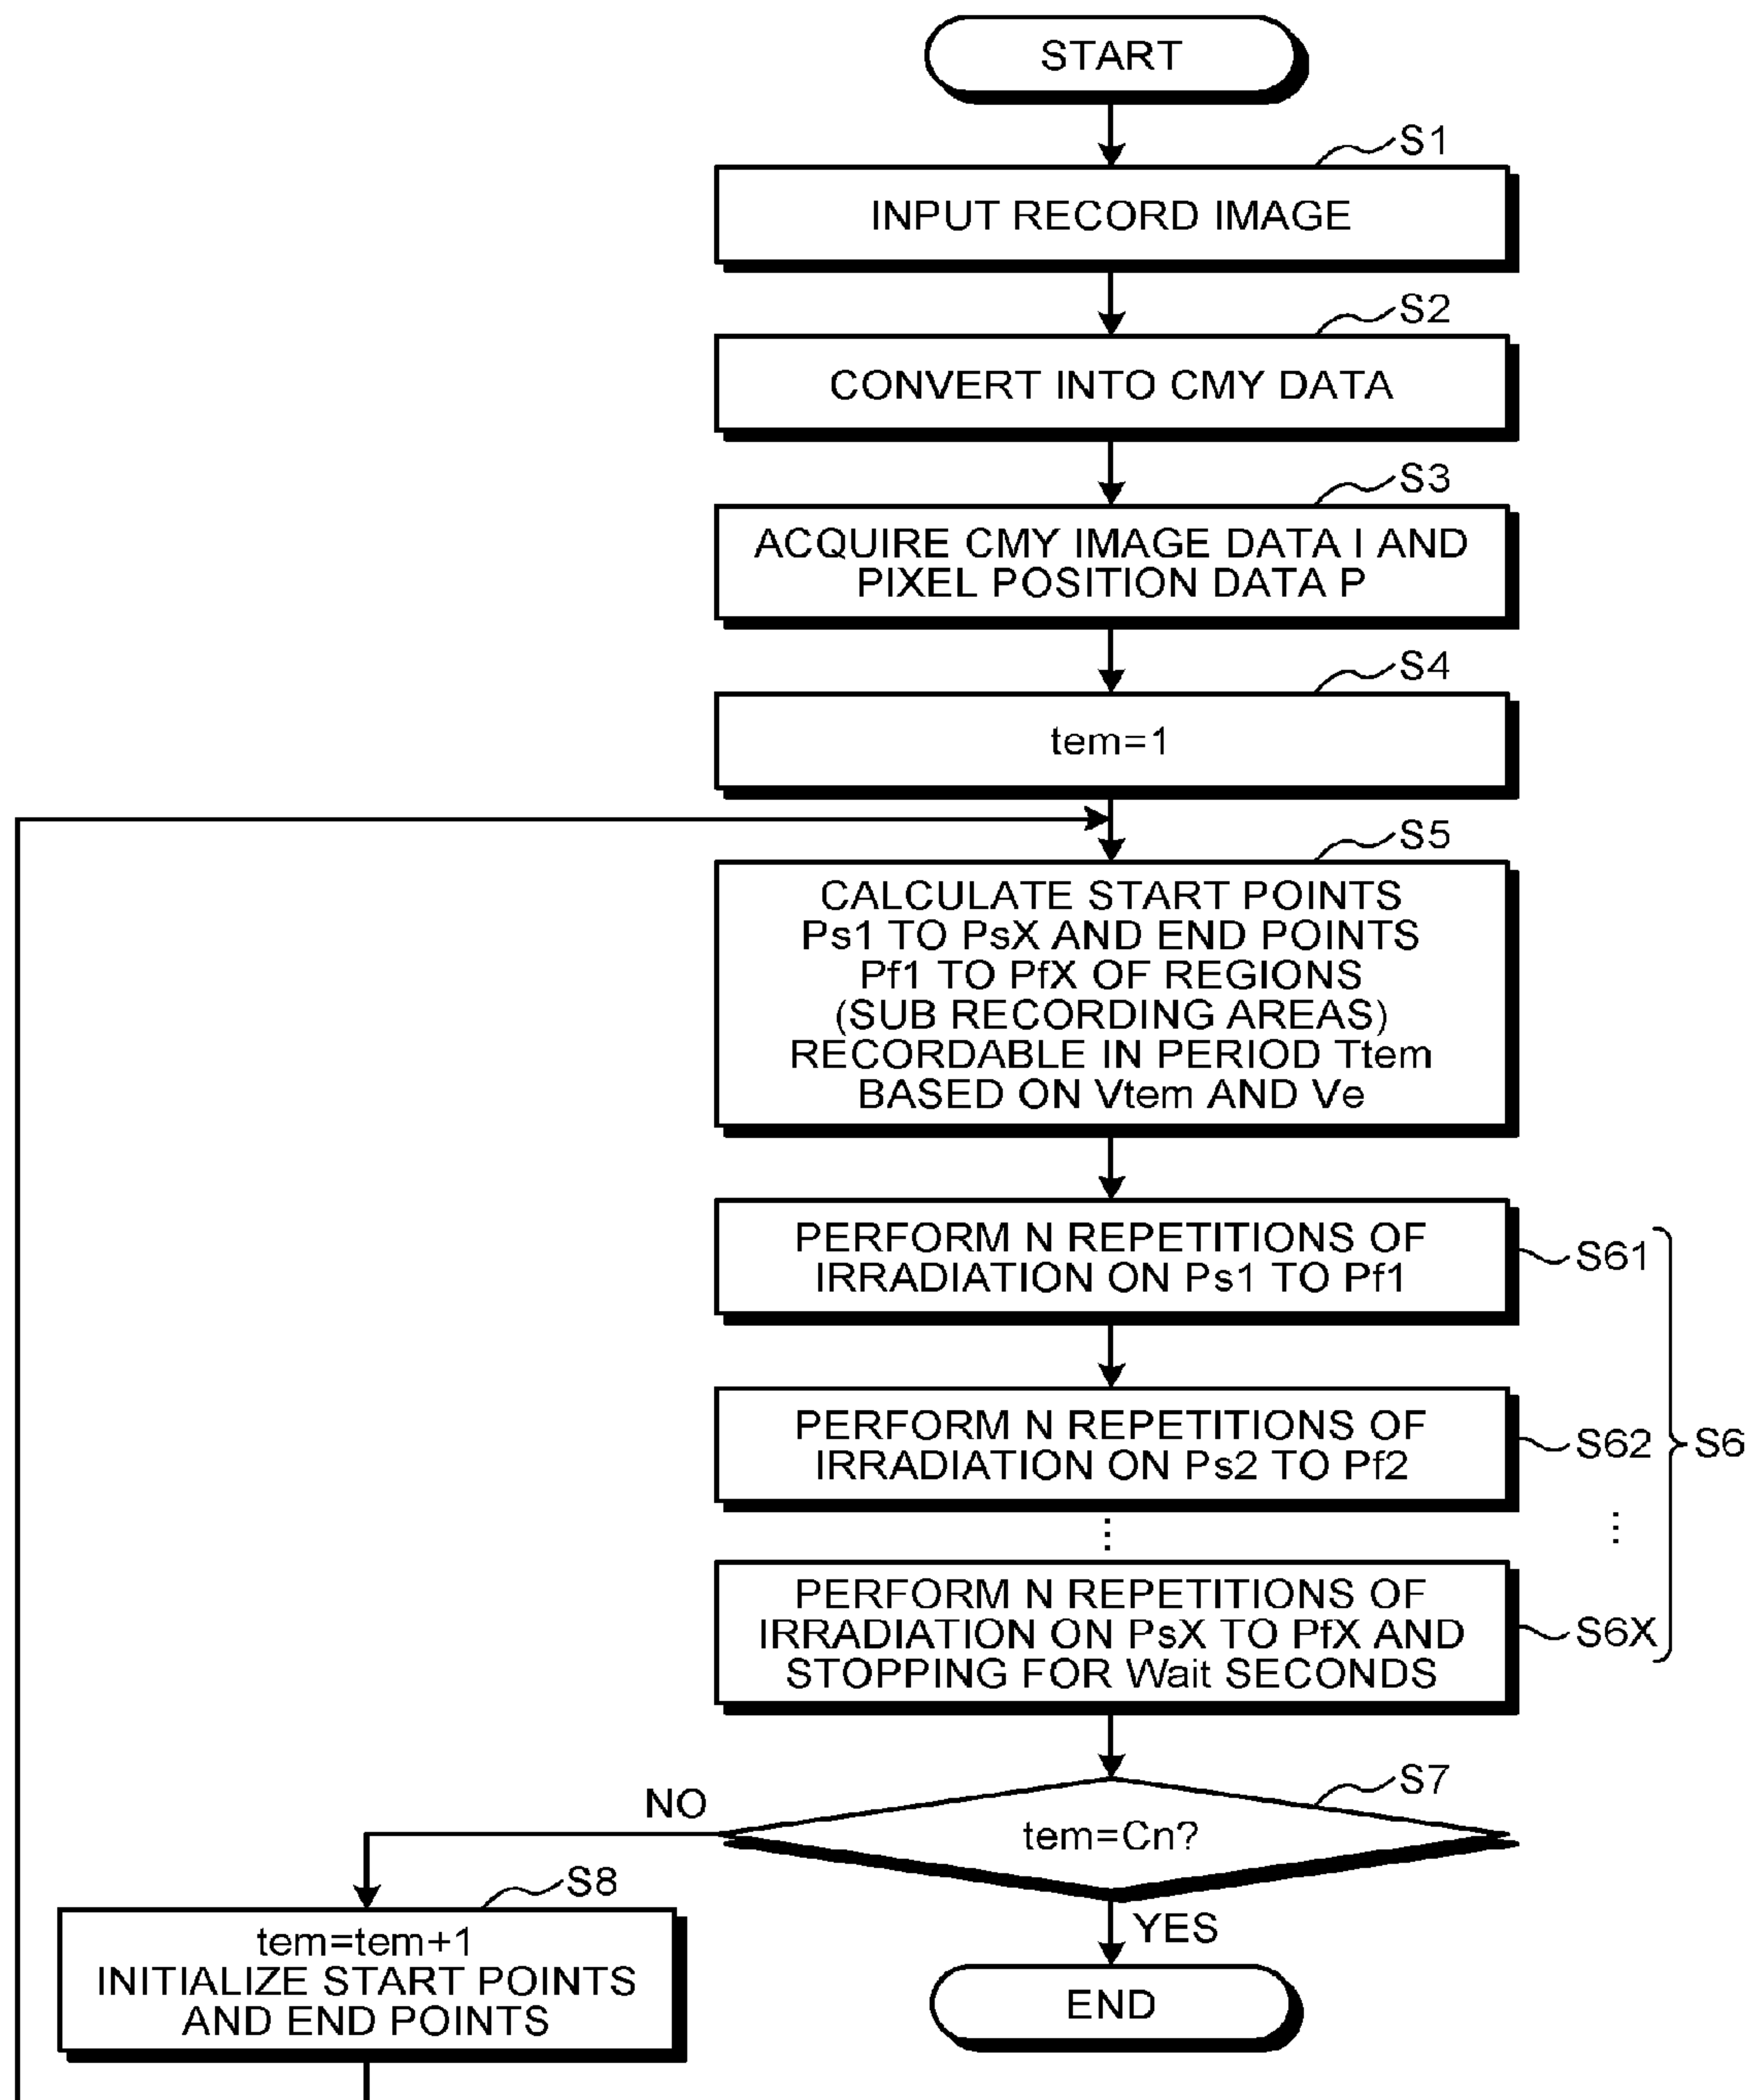 START
S1
INPUT RECORD IMAGE
S2
CONVERT INTO CMY DATA
S3
ACQUIRE CMY IMAGE DATA I AND
PIXEL POSITION DATA P
S4
tem=1
S5
CALCULATE START POINTS
Ps1 TO PsX AND END POINTS
Pf1 TO PfX OF REGIONS
(SUB RECORDING AREAS)
RECORDABLE IN PERIOD Ttem
BASED ON Vtem AND Ve
PERFORM N REPETITIONS OF
IRRADIATION ON Ps1 TO Pf1
S61
PERFORM N REPETITIONS OF
IRRADIATION ON Ps2 TO Pf2
S62
S6
⋮
⋮
PERFORM N REPETITIONS OF
IRRADIATION ON PsX TO PfX AND
STOPPING FOR Wait SECONDS
S6X
S7
tem=Cn?
NO
YES
S8
tem=tem+1
INITIALIZE START POINTS
AND END POINTS
END